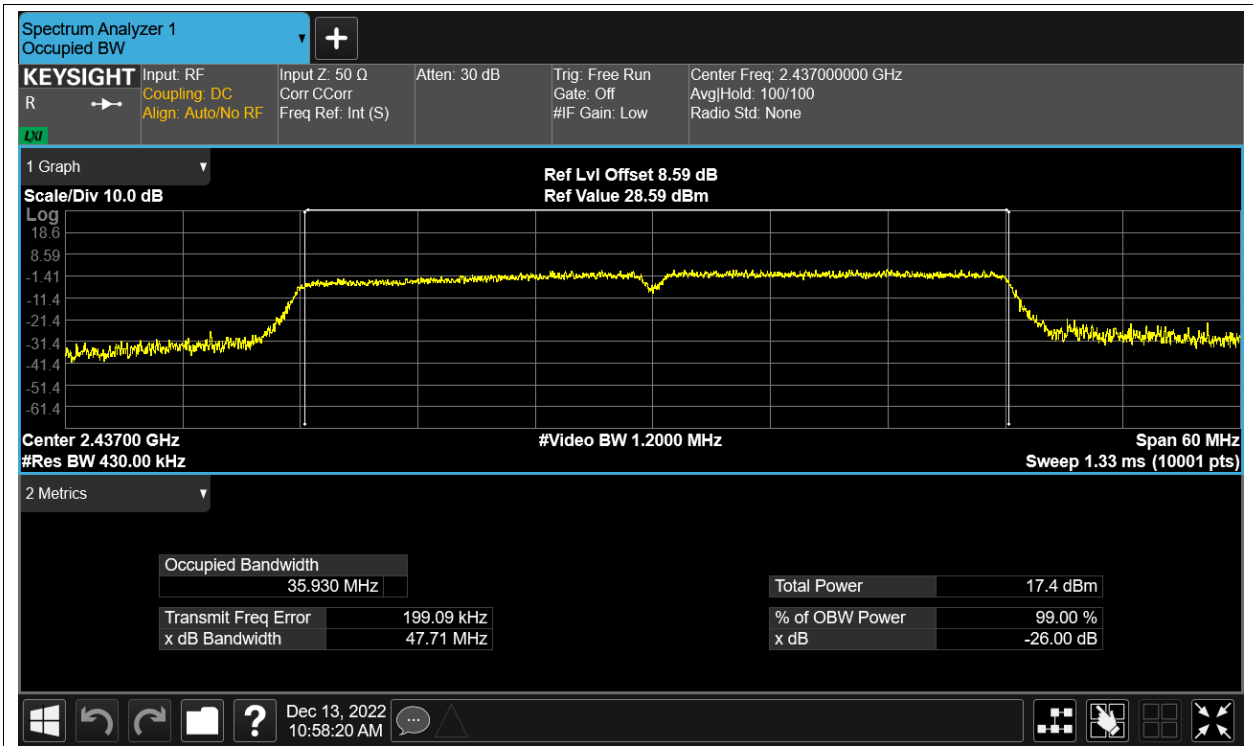 Spectrum Analyzer 1
Occupied BW
▼
+
KEYSIGHT
R
LXI
Input: RF
Coupling: DC
Align: Auto/No RF
Input Z: 50 Ω
Corr CCorr
Freq Ref: Int (S)
Atten: 30 dB
Trig: Free Run
Gate: Off
#IF Gain: Low
Center Freq: 2.437000000 GHz
Avg|Hold: 100/100
Radio Std: None
1 Graph ▼
Scale/Div 10.0 dB
Ref Lvl Offset 8.59 dB
Ref Value 28.59 dBm
Log
18.6
8.59
-1.41
-11.4
-21.4
-31.4
-41.4
-51.4
-61.4
Center 2.43700 GHz
#Res BW 430.00 kHz
#Video BW 1.2000 MHz
Span 60 MHz
Sweep 1.33 ms (10001 pts)
2 Metrics ▼
Occupied Bandwidth
35.930 MHz
Transmit Freq Error 199.09 kHz
x dB Bandwidth 47.71 MHz
Total Power 17.4 dBm
% of OBW Power 99.00 %
x dB -26.00 dB
?
Dec 13, 2022
10:58:20 AM